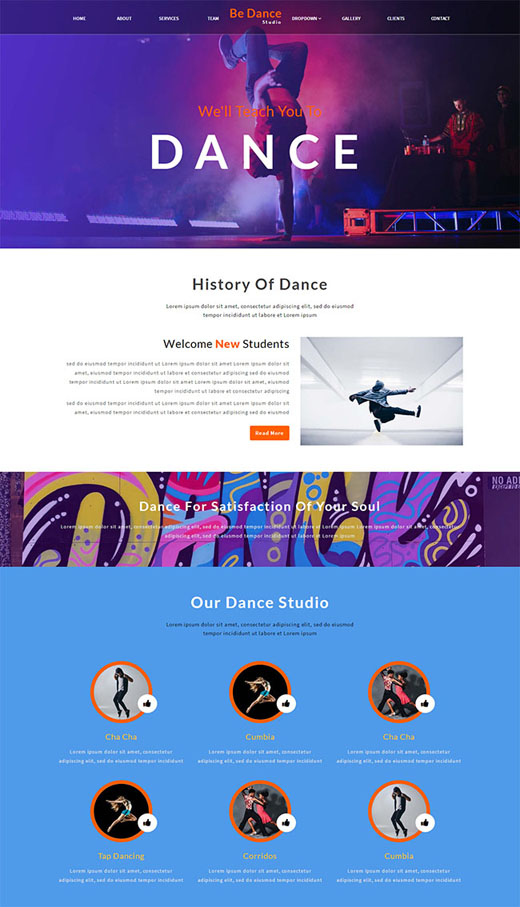 HOME ABOUT SERVICES TEAM Be Dance DROPDOWN GALLERY CLIENTS CONTACT
Studio
We'll Teach You To
DANCE
History Of Dance
Lorem ipsum dolor sit amet, consectetur adipiscing elit, sed do eiusmod
tempor incididunt ut labore et Lorem ipsum
Welcome New Students
sed do eiusmod tempor incididunt ut Lorem ipsum dolor sit amet Lorem ipsum dolor sit
amet, eiusmod tempor incididunt ut labore et consectetur adipiscing elit, sed do eiusmod
tempor incididunt ut Lorem ipsum dolor sit amet Lorem ipsum dolor sit amet, eiusmod
tempor incididunt ut labore et consectetur adipiscing
sed do eiusmod tempor incididunt ut Lorem ipsum dolor sit amet Lorem ipsum dolor sit
amet, eiusmod tempor incididunt ut labore et consectetur adipiscing
Read More
DANCE
NO AD
Dance For Satisfaction Of Your Soul
Lorem ipsum dolor sit amet, consectetur adipiscing elit, sed do eiusmod tempor incididunt ut labore et Lorem ipsum dolor sit amet, consectetur
adipiscing elit, sed do eiusmod tempor incididunt ut labore et Lorem ipsum
Our Dance Studio
Lorem ipsum dolor sit amet, consectetur adipiscing elit, sed do eiusmod
tempor incididunt ut labore et Lorem ipsum
Cha Cha Cumbia Cha Cha
Lorem ipsum dolor sit amet, consectetur Lorem ipsum dolor sit amet, consectetur Lorem ipsum dolor sit amet, consectetur
adipiscing elit, sed do eiusmod tempor incididunt adipiscing elit, sed do eiusmod tempor incididunt adipiscing elit, sed do eiusmod tempor incididunt
Tap Dancing Corridos Cumbia
Lorem ipsum dolor sit amet, consectetur Lorem ipsum dolor sit amet, consectetur Lorem ipsum dolor sit amet, consectetur
adipiscing elit, sed do eiusmod tempor incididunt adipiscing elit, sed do eiusmod tempor incididunt adipiscing elit, sed do eiusmod tempor incididunt